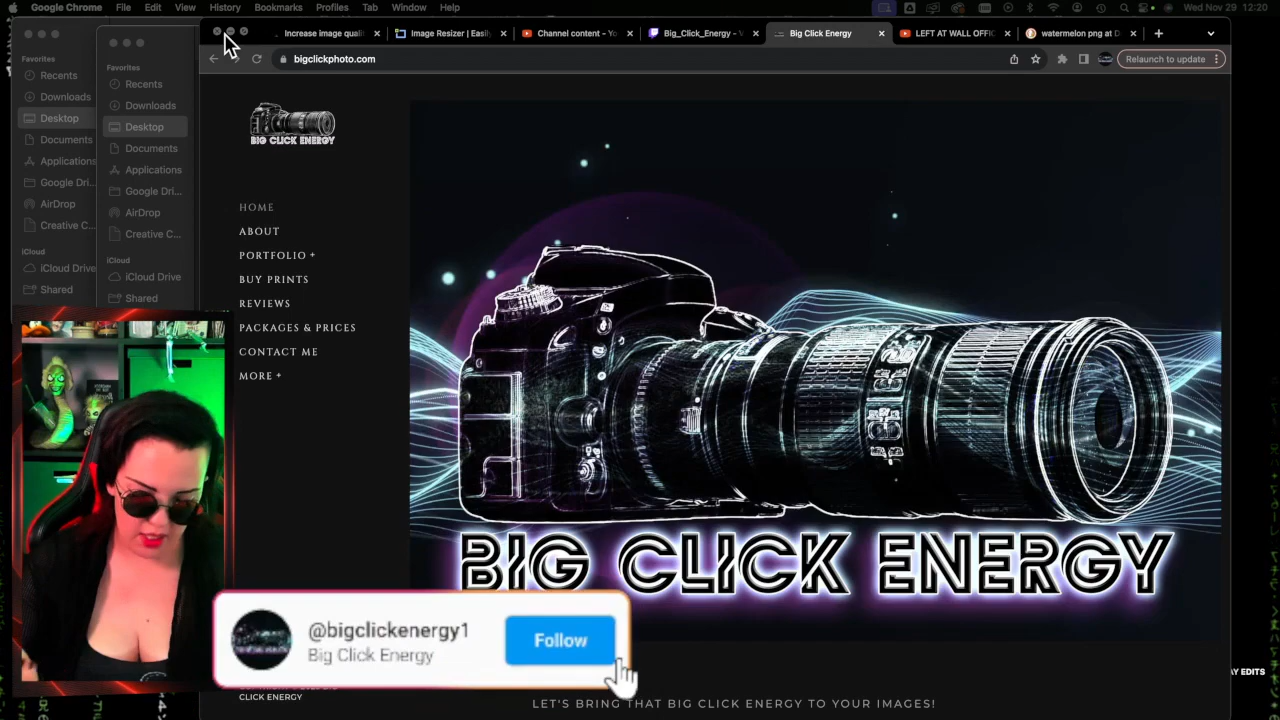 Google Chrome File Edit View History Bookmarks Profiles Tab Window Help Wed Nov 29 12:20
Increase image quali
Image Resizer | Easily
Channel content - Yo
Big_Click_Energy - V
Big Click Energy
LEFT AT WALL OFFIC
watermelon png at D
bigclickphoto.com
Relaunch to update
Favorites
Recents
Downloads
Desktop
Documents
Applications
Google Dri...
AirDrop
Creative C...
iCloud
iCloud Drive
Shared
Favorites
Recents
Downloads
Desktop
Documents
Applications
Google Dri...
AirDrop
Creative C...
iCloud
iCloud Drive
Shared
BIG CLICK ENERGY
HOME
ABOUT
PORTFOLIO +
BUY PRINTS
REVIEWS
PACKAGES & PRICES
CONTACT ME
MORE +
BIG CLICK ENERGY
@bigclickenergy1
Big Click Energy
Follow
CLICK ENERGY
LET'S BRING THAT BIG CLICK ENERGY TO YOUR IMAGES!
AY EDITS